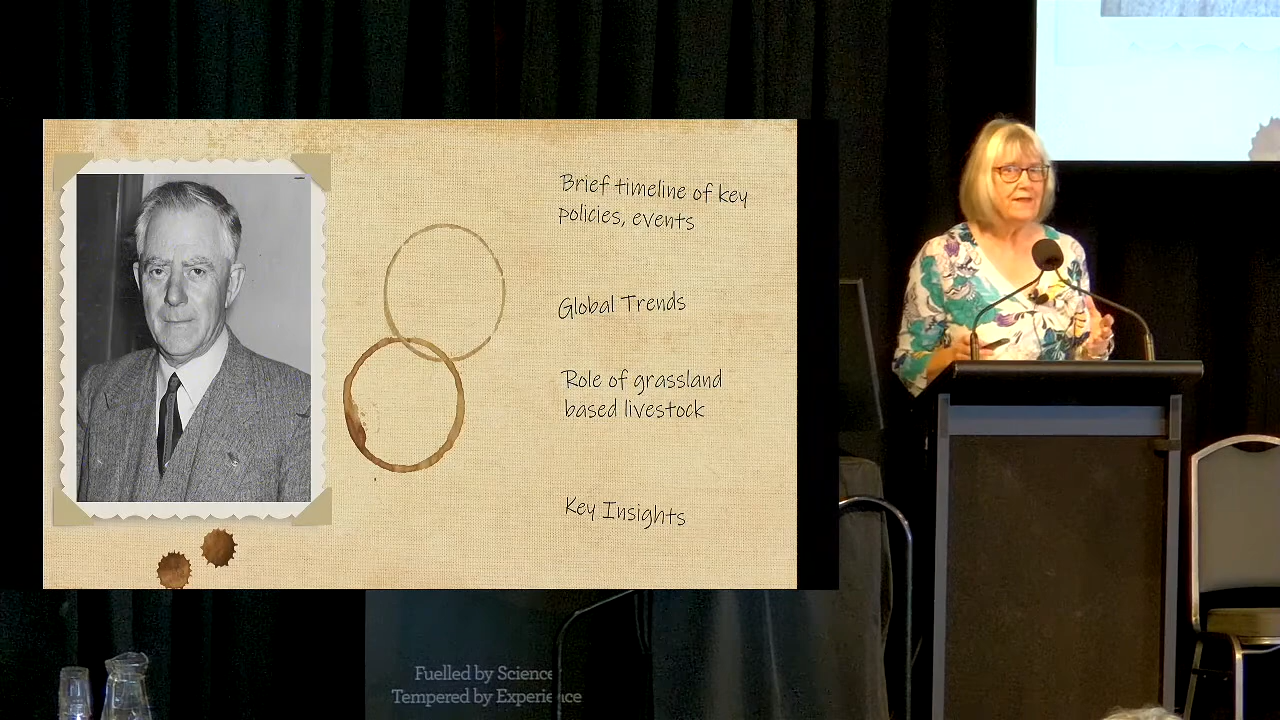 Brief timeline of key
policies, events
Global Trends
Role of grassland
based livestock
Key Insights
Fuelled by Science
Tempered by Experience